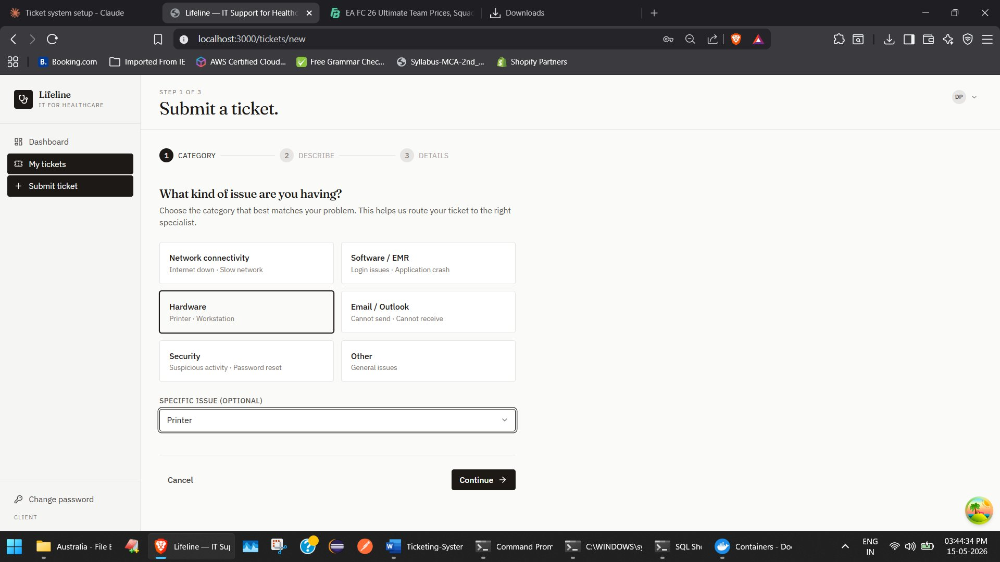 Ticket system setup - Claude
Lifeline — IT Support for Healthc
EA FC 26 Ultimate Team Prices, Squac
Downloads
localhost:3000/tickets/new
B. Booking.com
Imported From IE
AWS Certified Cloud...
Free Grammar Chec...
Syllabus-MCA-2nd_...
Shopify Partners
Lifeline
IT FOR HEALTHCARE
STEP 1 OF 3
Submit a ticket.
DP
Dashboard
My tickets
Submit ticket
1 CATEGORY
2 DESCRIBE
3 DETAILS
What kind of issue are you having?
Choose the category that best matches your problem. This helps us route your ticket to the right
specialist.
Network connectivity
Internet down · Slow network
Software / EMR
Login issues · Application crash
Hardware
Printer · Workstation
Email / Outlook
Cannot send · Cannot receive
Security
Suspicious activity · Password reset
Other
General issues
SPECIFIC ISSUE (OPTIONAL)
Printer
Cancel
Continue
Change password
CLIENT
Australia - File E
Lifeline — IT Sup
Ticketing-Syster
Command Prom
C:\WINDOWS\sy
SQL She
Containers - Do
ENG
IN
03:44:34 PM
15-05-2026